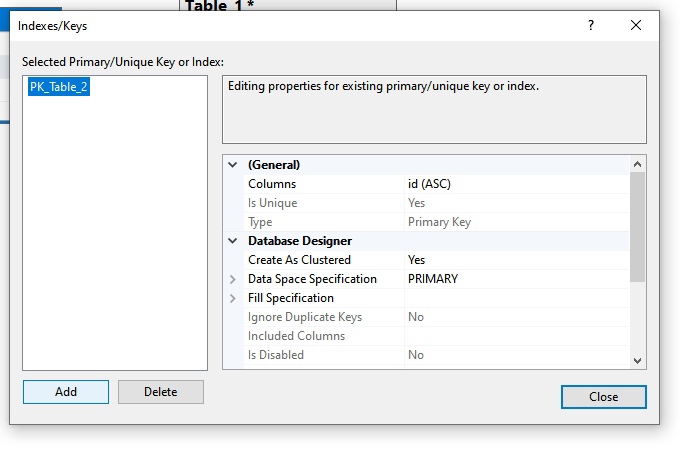 Table_1 *
Indexes/Keys
?
Selected Primary/Unique Key or Index:
PK_Table_2
Editing properties for existing primary/unique key or index.
(General)
Columns id (ASC)
Is Unique Yes
Type Primary Key
Database Designer
Create As Clustered Yes
Data Space Specification PRIMARY
Fill Specification
Ignore Duplicate Keys No
Included Columns
Is Disabled No
Add Delete
Close